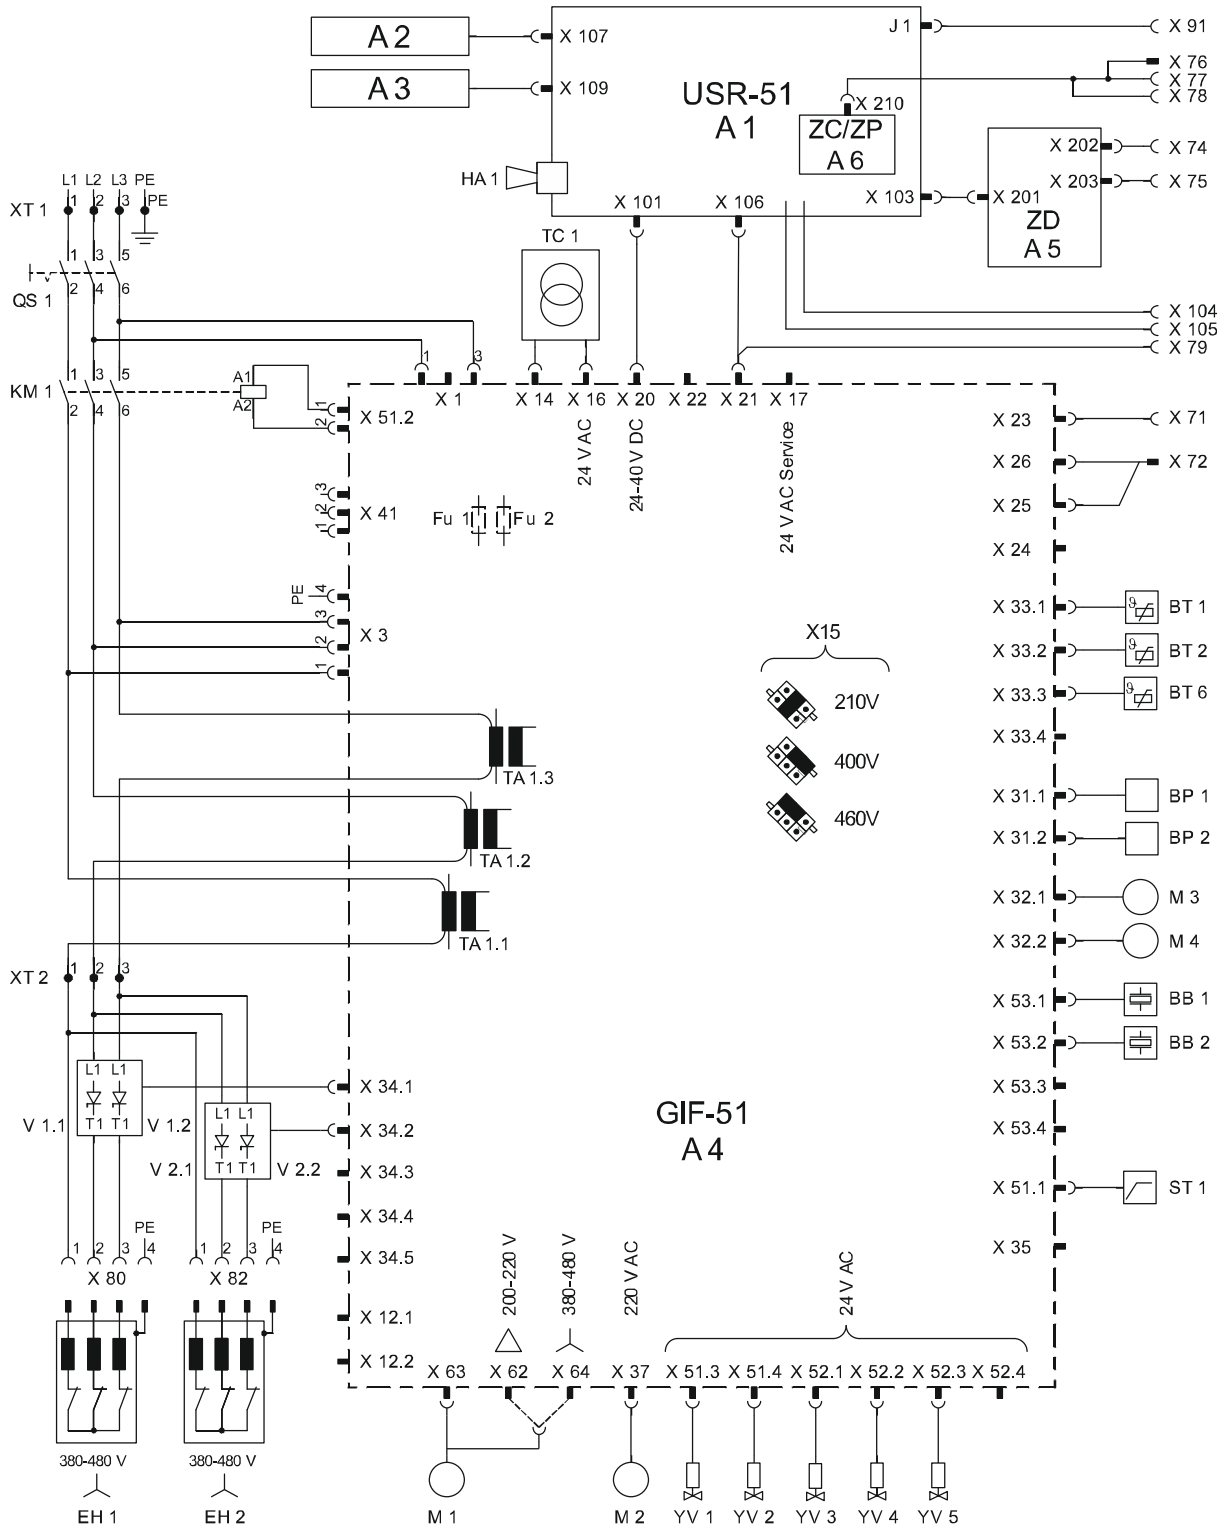 A 2
X 107
J 1
X 91
A 3
X 109
USR-51
A 1
X 210
X 76
X 77
X 78
ZC/ZP
A 6
HA 1
X 202
X 74
X 203
X 75
X 101
X 106
X 103
X 201
ZD
A 5
L1 L2 L3 PE
XT 1
1 2 3 PE
TC 1
1 3 5
QS 1
2 4 6
X 104
X 105
X 79
1 3
1 3 5
KM 1
A1
A2
2 4 6
X 1
X 14
X 16
X 20
X 22
X 21
X 17
24 V AC
24-40 V DC
24 V AC Service
1
2
X 51.2
X 23
X 71
X 26
X 72
X 25
X 24
3
2
1
X 41
Fu 1
Fu 2
PE
4
3
2
1
X 3
X15
210V
400V
460V
X 33.1
BT 1
X 33.2
BT 2
X 33.3
BT 6
X 33.4
ϑ
ϑ
ϑ
TA 1.3
TA 1.2
TA 1.1
X 31.1
BP 1
X 31.2
BP 2
X 32.1
M 3
X 32.2
M 4
XT 2
1 2 3
X 53.1
BB 1
X 53.2
BB 2
X 53.3
X 53.4
L1 L1
V 1.1
T1 T1
V 1.2
X 34.1
L1 L1
V 2.1
T1 T1
V 2.2
X 34.2
X 34.3
X 34.4
X 34.5
GIF-51
A 4
X 51.1
ST 1
X 35
PE
1 2 3 4
X 80
PE
1 2 3 4
X 82
X 12.1
X 12.2
200-220 V
380-480 V
220 V AC
24 V AC
X 63
X 62
X 64
X 37
X 51.3
X 51.4
X 52.1
X 52.2
X 52.3
X 52.4
380-480 V
380-480 V
EH 1
EH 2
M 1
M 2
YV 1
YV 2
YV 3
YV 4
YV 5